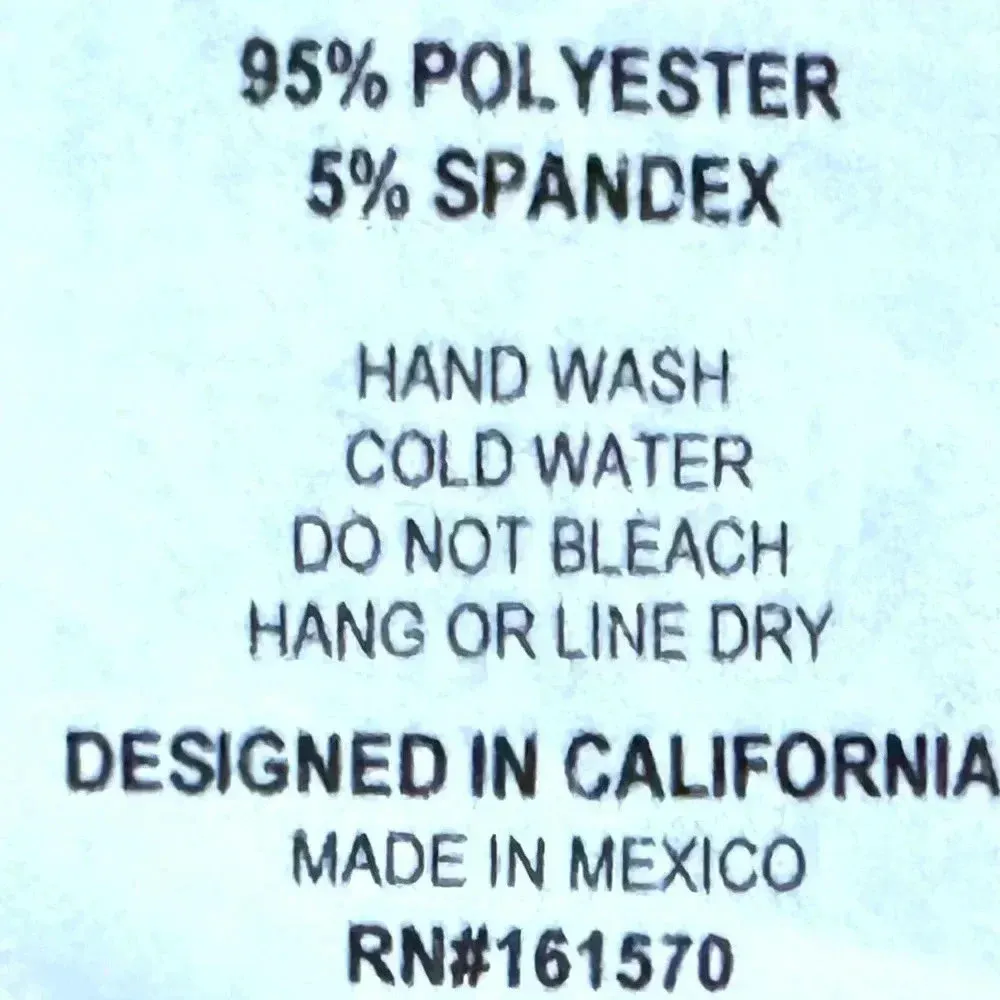 95% POLYESTER
5% SPANDEX
HAND WASH
COLD WATER
DO NOT BLEACH
HANG OR LINE DRY
DESIGNED IN CALIFORNIA
MADE IN MEXICO
RN#161570